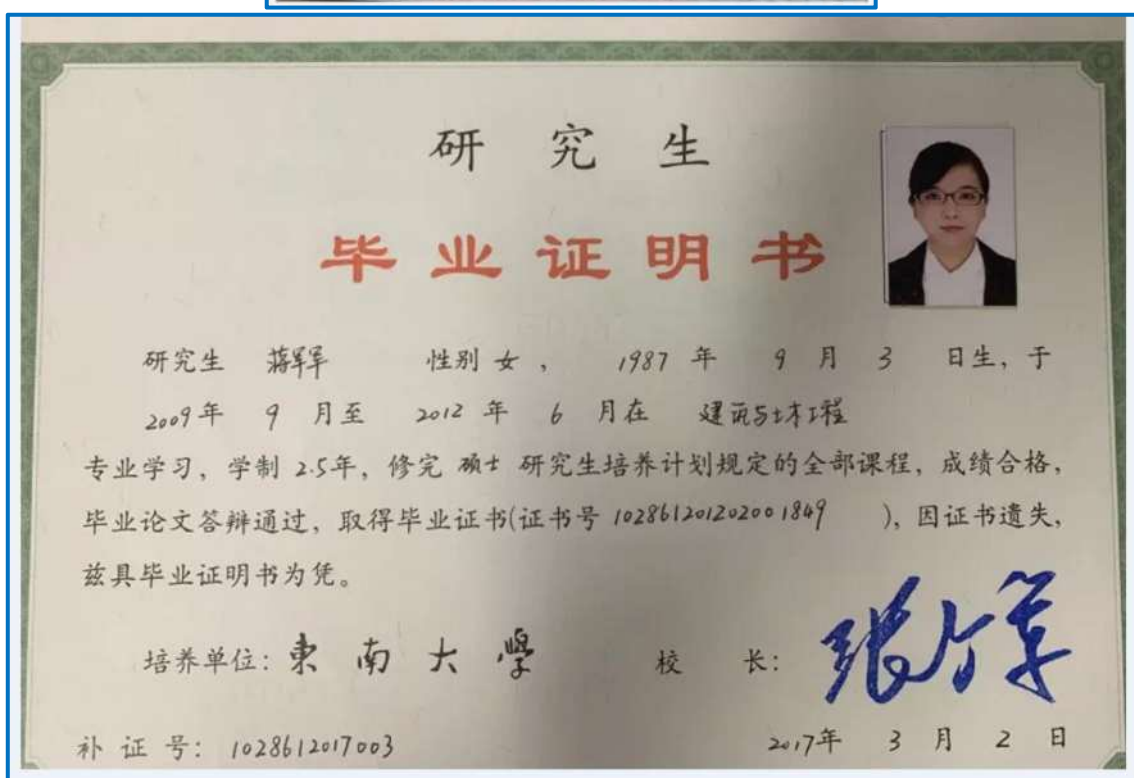 研究生
毕业证明书
研究生 蒋军 性别 女 , 1987 年 9 月 3 日生, 于
2009年 9 月至 2012 年 6 月在 建筑与土木工程
专业学习, 学制 2.5年, 修完 硕士 研究生培养计划规定的全部课程, 成绩合格,
毕业论文答辩通过, 取得毕业证书(证书号 102861201202001849 ), 因证书遗失,
兹具毕业证明书为凭。
培养单位: 東南大學 校 长:
补 证 号: 1028612017003 2017年 3 月 2 日